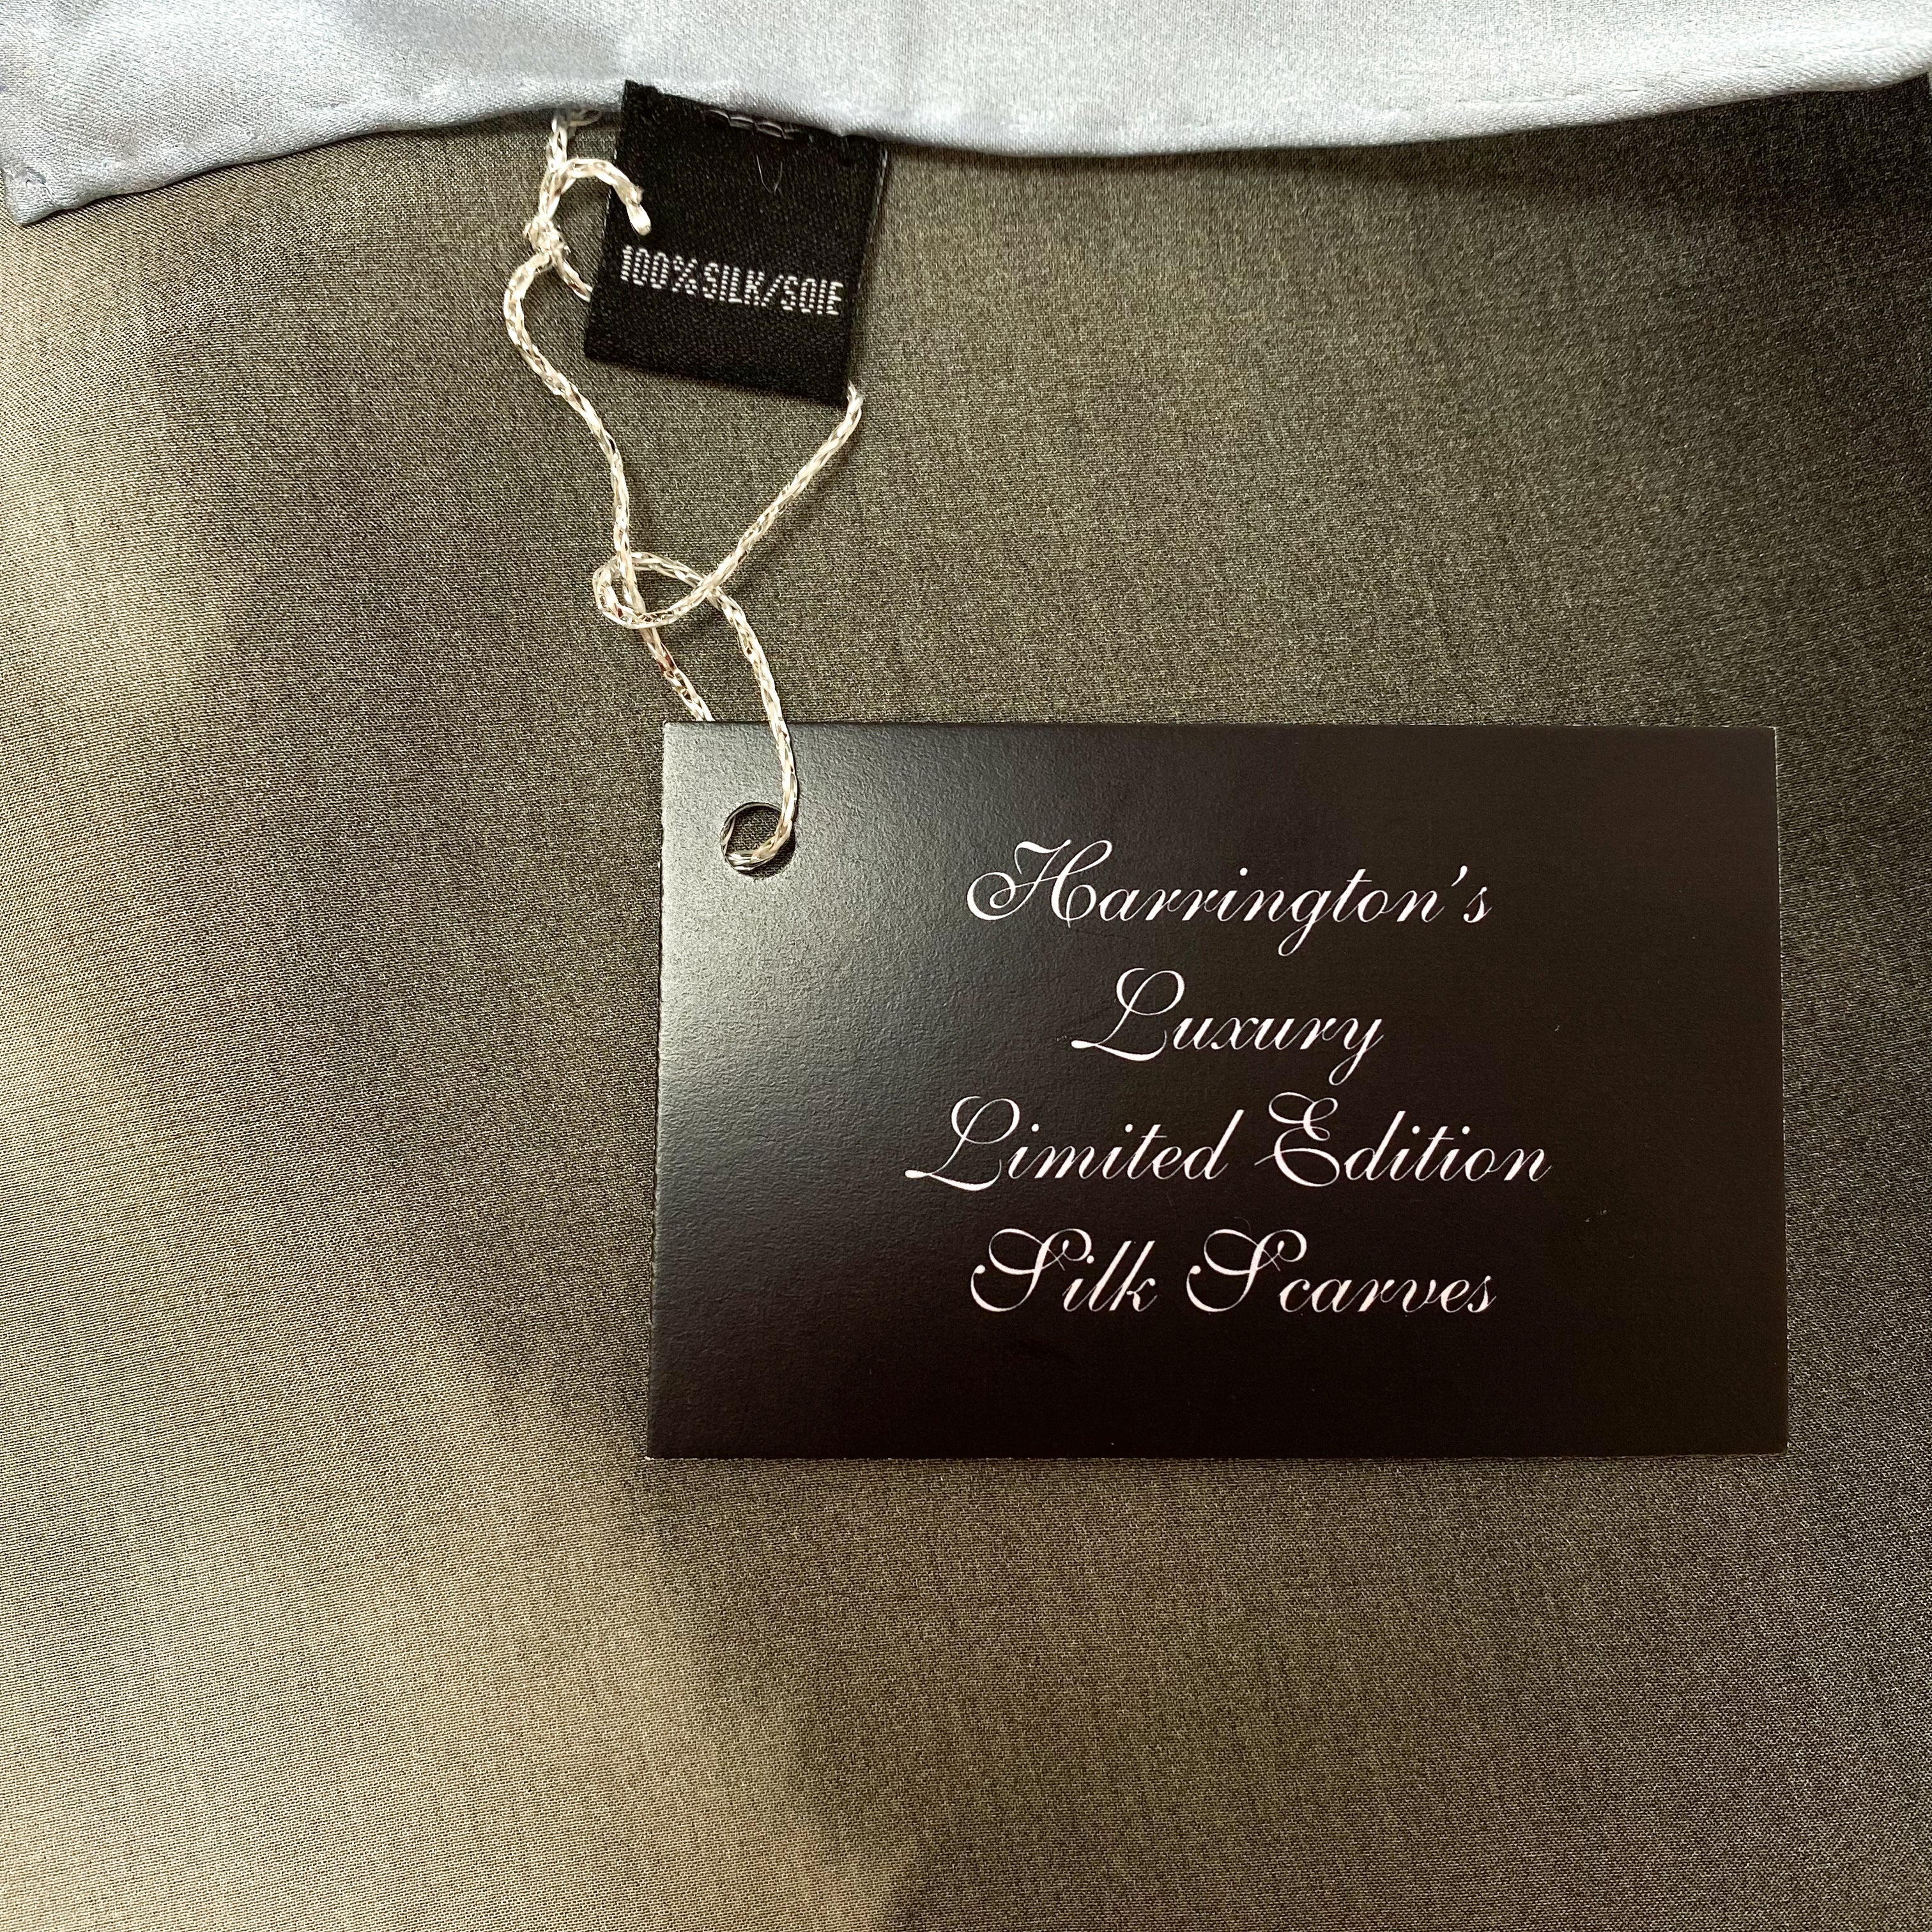 100% SILK/SOIE
Harrington's
Luxury
Limited Edition
Silk Scarves